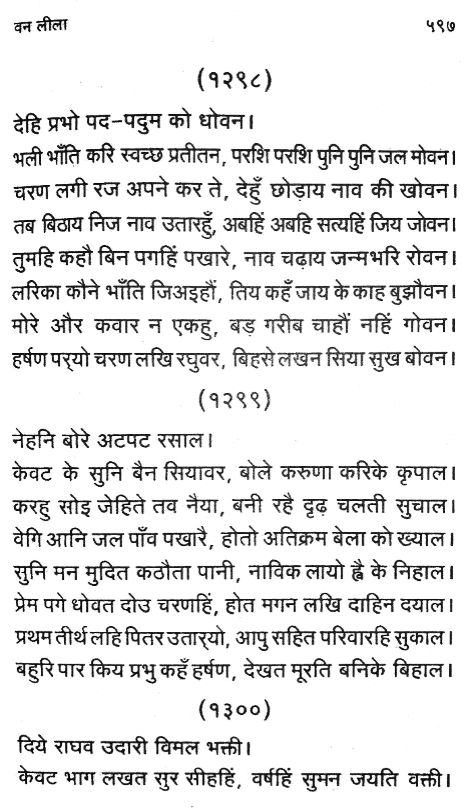 वन लीला ५९७
(१२९८)
देहि प्रभो पद-पदुम को धोवन।
भली भाँति करि स्वच्छ प्रतीतन, परशि परशि पुनि पुनि जल मोवन।
चरण लगी रज अपने कर ते, देहुँ छोड़ाय नाव की खोवन।
तब बिठाय निज नाव उतारहुँ, अबहिं अबहि सत्यहिं जिय जोवन।
तुमहि कहौ बिन पगहिं पखारे, नाव चढ़ाय जन्मभरि रोवन।
लरिका कौने भाँति जिअइहौं, तिय कहँ जाय के काह बुझौवन।
मोरे और कवार न एकहु, बड़ गरीब चाहौं नहिं गोवन।
हर्षण पर्‌यो चरण लखि रघुवर, बिहसे लखन सिया सुख बोवन।
(१२९९)
नेहनि बोरे अटपट रसाल।
केवट के सुनि बैन सियावर, बोले करुणा करिके कृपाल।
करहु सोइ जेहिते तव नैया, बनी रहै दृढ़ चलती सुचाल।
वेगि आनि जल पाँव पखारै, होतो अतिक्रम बेला को ख्याल।
सुनि मन मुदित कठौता पानी, नाविक लायो ह्वै के निहाल।
प्रेम पगे धोवत दोउ चरणहिं, होत मगन लखि दाहिन दयाल।
प्रथम तीर्थ लहि पितर उतार्‌यो, आपु सहित परिवारहि सुकाल।
बहुरि पार किय प्रभु कहँ हर्षण, देखत मूरति बनिके बिहाल।
(१३००)
दिये राघव उदारी विमल भक्ती।
केवट भाग लखत सुर सीहहिं, वर्षहिं सुमन जयति वक्ती।